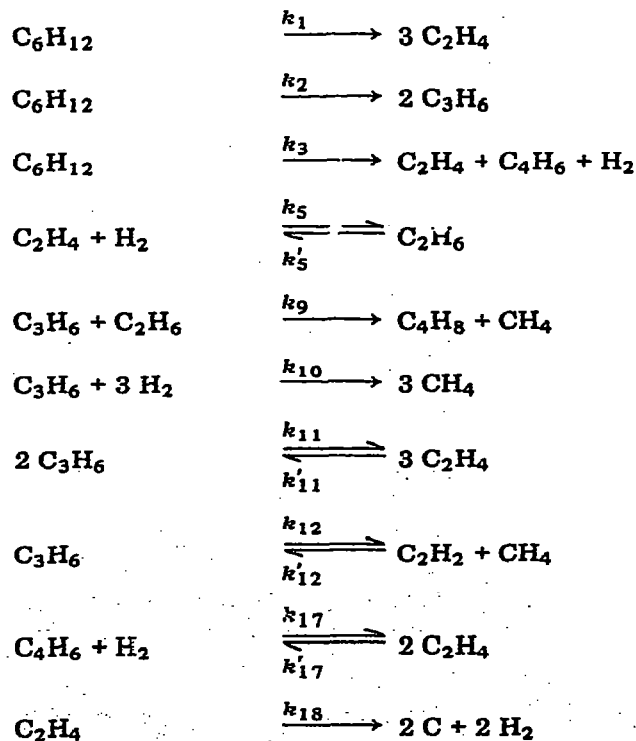 C₆H₁₂ k₁ ⟶ 3 C₂H₄
C₆H₁₂ k₂ ⟶ 2 C₃H₆
C₆H₁₂ k₃ ⟶ C₂H₄ + C₄H₆ + H₂
C₂H₄ + H₂ k₅ ⇌ k′₅ C₂H₆
C₃H₆ + C₂H₆ k₉ ⟶ C₄H₈ + CH₄
C₃H₆ + 3 H₂ k₁₀ ⟶ 3 CH₄
2 C₃H₆ k₁₁ ⇌ k′₁₁ 3 C₂H₄
C₃H₆ k₁₂ ⇌ k′₁₂ C₂H₂ + CH₄
C₄H₆ + H₂ k₁₇ ⇌ k′₁₇ 2 C₂H₄
C₂H₄ k₁₈ ⟶ 2 C + 2 H₂